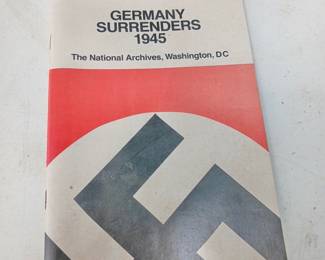 GERMANY
SURRENDERS
1945
The National Archives, Washington, DC